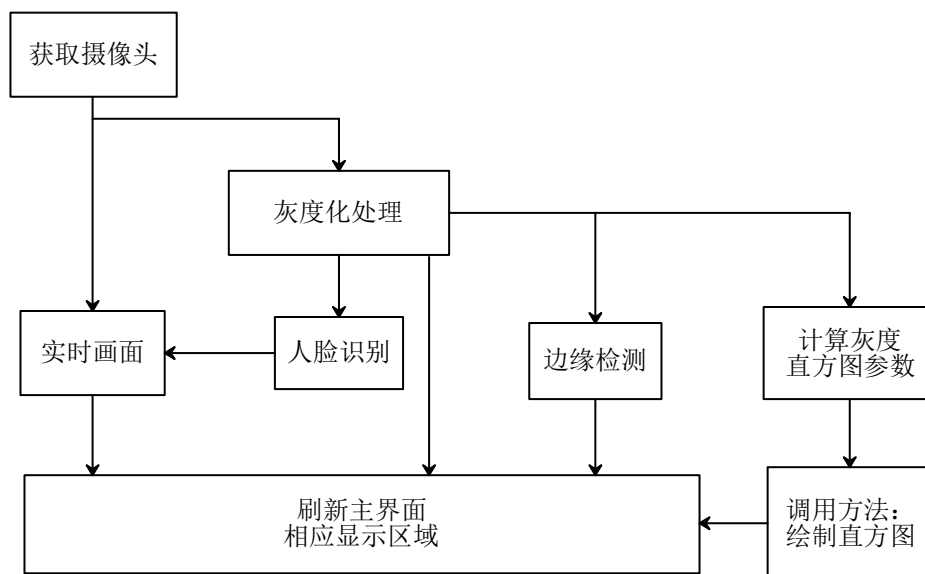 获取摄像头
灰度化处理
实时画面
人脸识别
边缘检测
计算灰度
直方图参数
刷新主界面
相应显示区域
调用方法：
绘制直方图